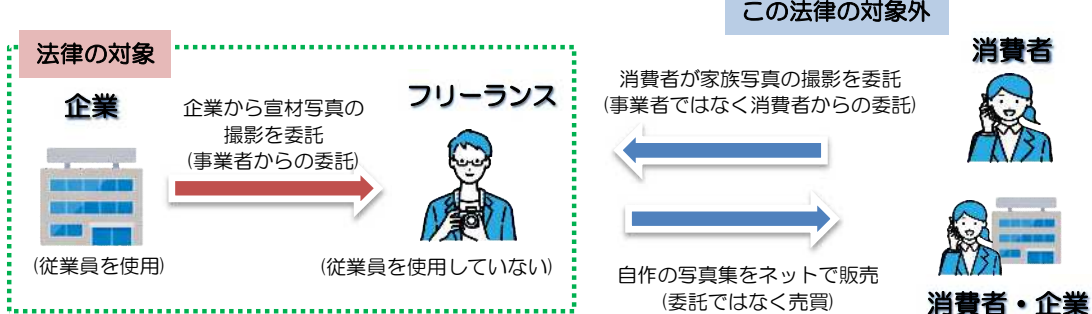 この法律の対象外
法律の対象
企業
企業から宣材写真の
撮影を委託
(事業者からの委託)
(従業員を使用)
フリーランス
(従業員を使用していない)
消費者が家族写真の撮影を委託
(事業者ではなく消費者からの委託)
消費者
自作の写真集をネットで販売
(委託ではなく売買)
消費者・企業